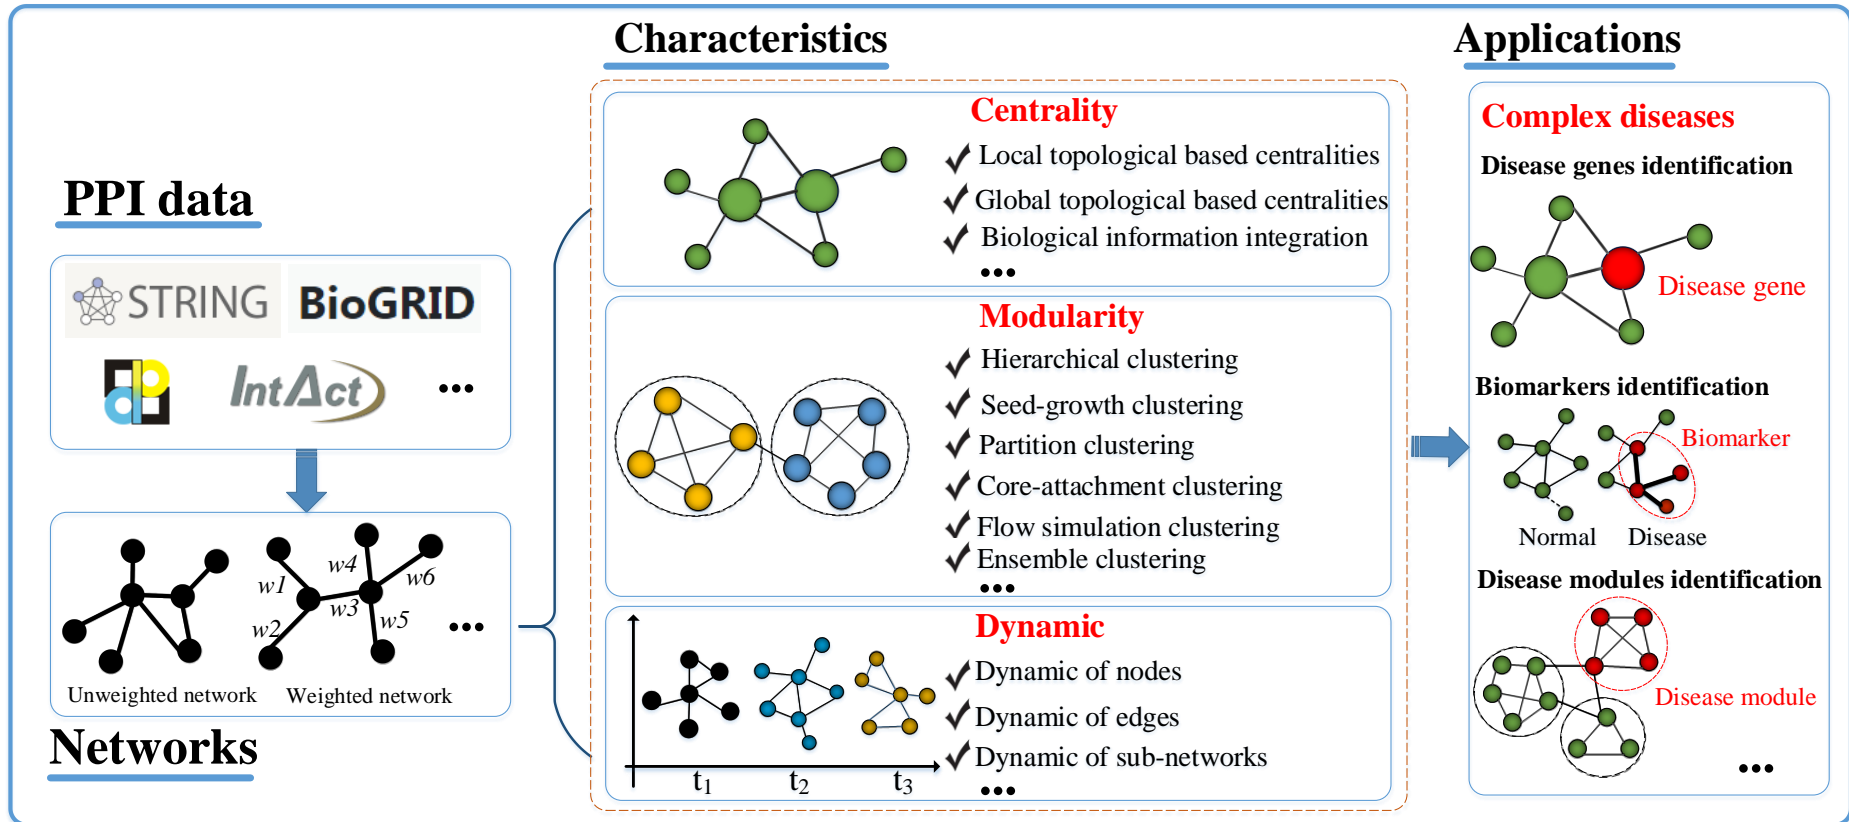 PPI data
STRING
BioGRID
IntAct
...
w1
w2
w3
w4
w5
w6
...
Unweighted network
Weighted network
Networks
Characteristics
Centrality
Local topological based centralities
Global topological based centralities
Biological information integration
...
Modularity
Hierarchical clustering
Seed-growth clustering
Partition clustering
Core-attachment clustering
Flow simulation clustering
Ensemble clustering
...
Dynamic
Dynamic of nodes
Dynamic of edges
Dynamic of sub-networks
...
t1
t2
t3
Applications
Complex diseases
Disease genes identification
Disease gene
Biomarkers identification
Biomarker
Normal
Disease
Disease modules identification
Disease module
...